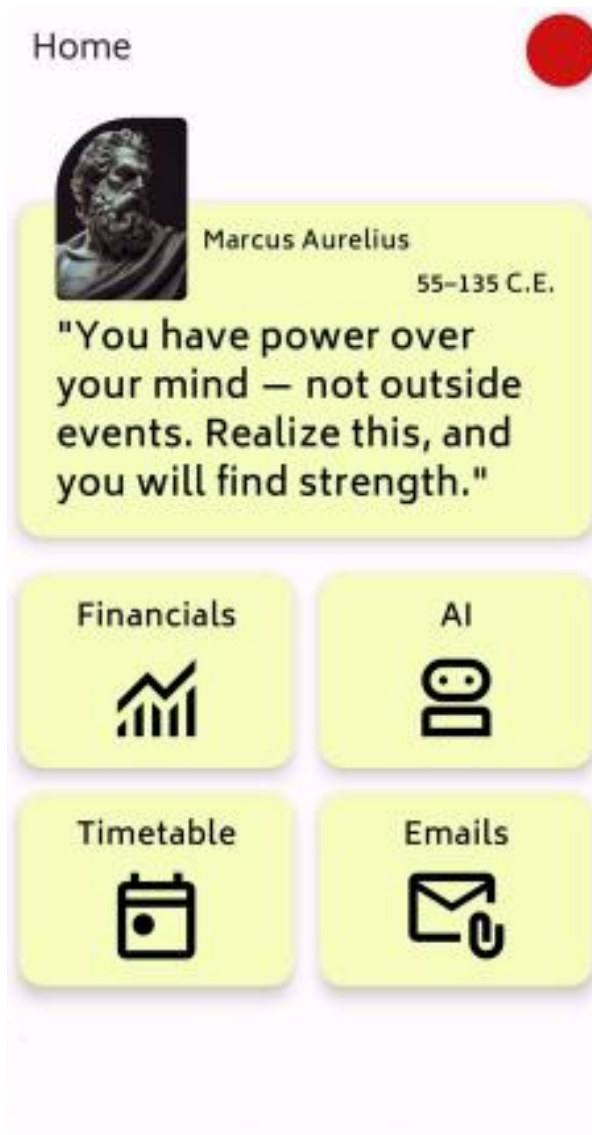 Home
Marcus Aurelius
55–135 C.E.
"You have power over
your mind — not outside
events. Realize this, and
you will find strength."
Financials
AI
Timetable
Emails